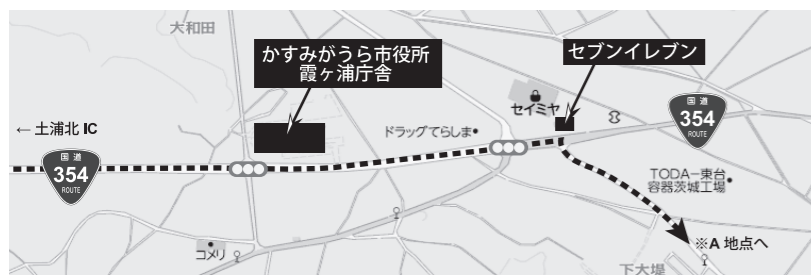 大和田
かすみがうら市役所
霞ヶ浦庁舎
セブンイレブン
セイミヤ
国道
354
ROUTE
←土浦北 IC
ドラッグてらしま
国道
354
ROUTE
TODAー東台
容器茨城工場
コメリ
※A 地点へ
下大堤